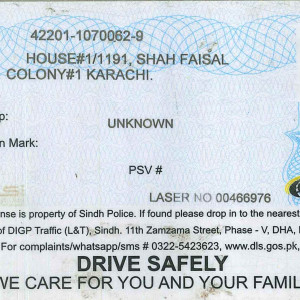 42201-1070062-9
HOUSE#1/1191, SHAH FAISAL
COLONY#1 KARACHI.
p: UNKNOWN
n Mark:
PSV #
LASER NO 00466976
nse is property of Sindh Police. If found please drop in to the nearest
of DIGP Traffic (L&T), Sindh. 11th Zamzama Street, Phase - V, DHA,
For complaints/whatsapp/sms # 0322-5423623, www.dls.gos.pk,
DRIVE SAFELY
WE CARE FOR YOU AND YOUR FAMIL